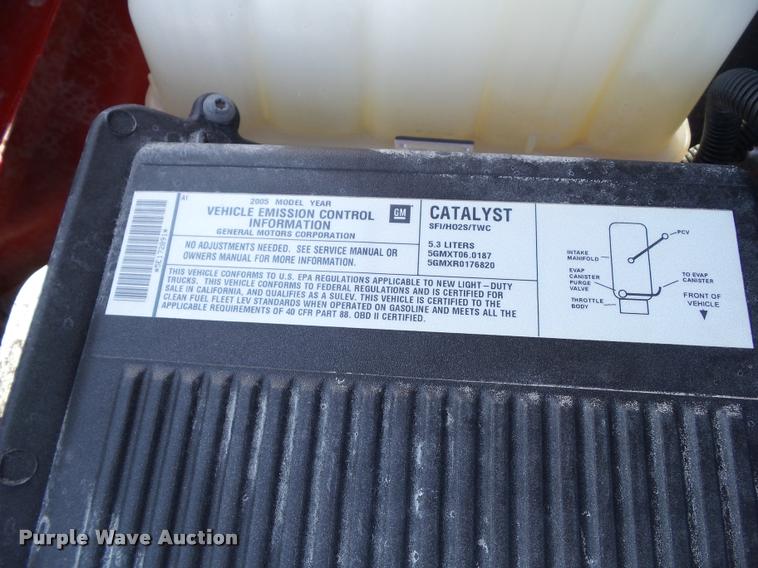 A1
2005 MODEL YEAR
VEHICLE EMISSION CONTROL
INFORMATION
GENERAL MOTORS CORPORATION
GM
NO ADJUSTMENTS NEEDED. SEE SERVICE MANUAL OR
OWNERS MANUAL FOR MORE INFORMATION.
THIS VEHICLE CONFORMS TO U.S. EPA REGULATIONS APPLICABLE TO NEW LIGHT-DUTY
TRUCKS. THIS VEHICLE CONFORMS TO FEDERAL REGULATIONS AND IS CERTIFIED FOR
SALE IN CALIFORNIA, AND QUALIFIES AS A SULEV. THIS VEHICLE IS CERTIFIED TO THE
CLEAN FUEL FLEET LEV STANDARDS WHEN OPERATED ON GASOLINE AND MEETS ALL THE
APPLICABLE REQUIREMENTS OF 40 CFR PART 88. OBD II CERTIFIED.
CATALYST
SFI/HO2S/TWC
5.3 LITERS
5GMXT06.0187
5GMXR0176820
PCV
INTAKE
MANIFOLD
EVAP
CANISTER
PURGE
VALVE
THROTTLE
BODY
TO EVAP
CANISTER
FRONT OF
VEHICLE
Purple Wave Auction